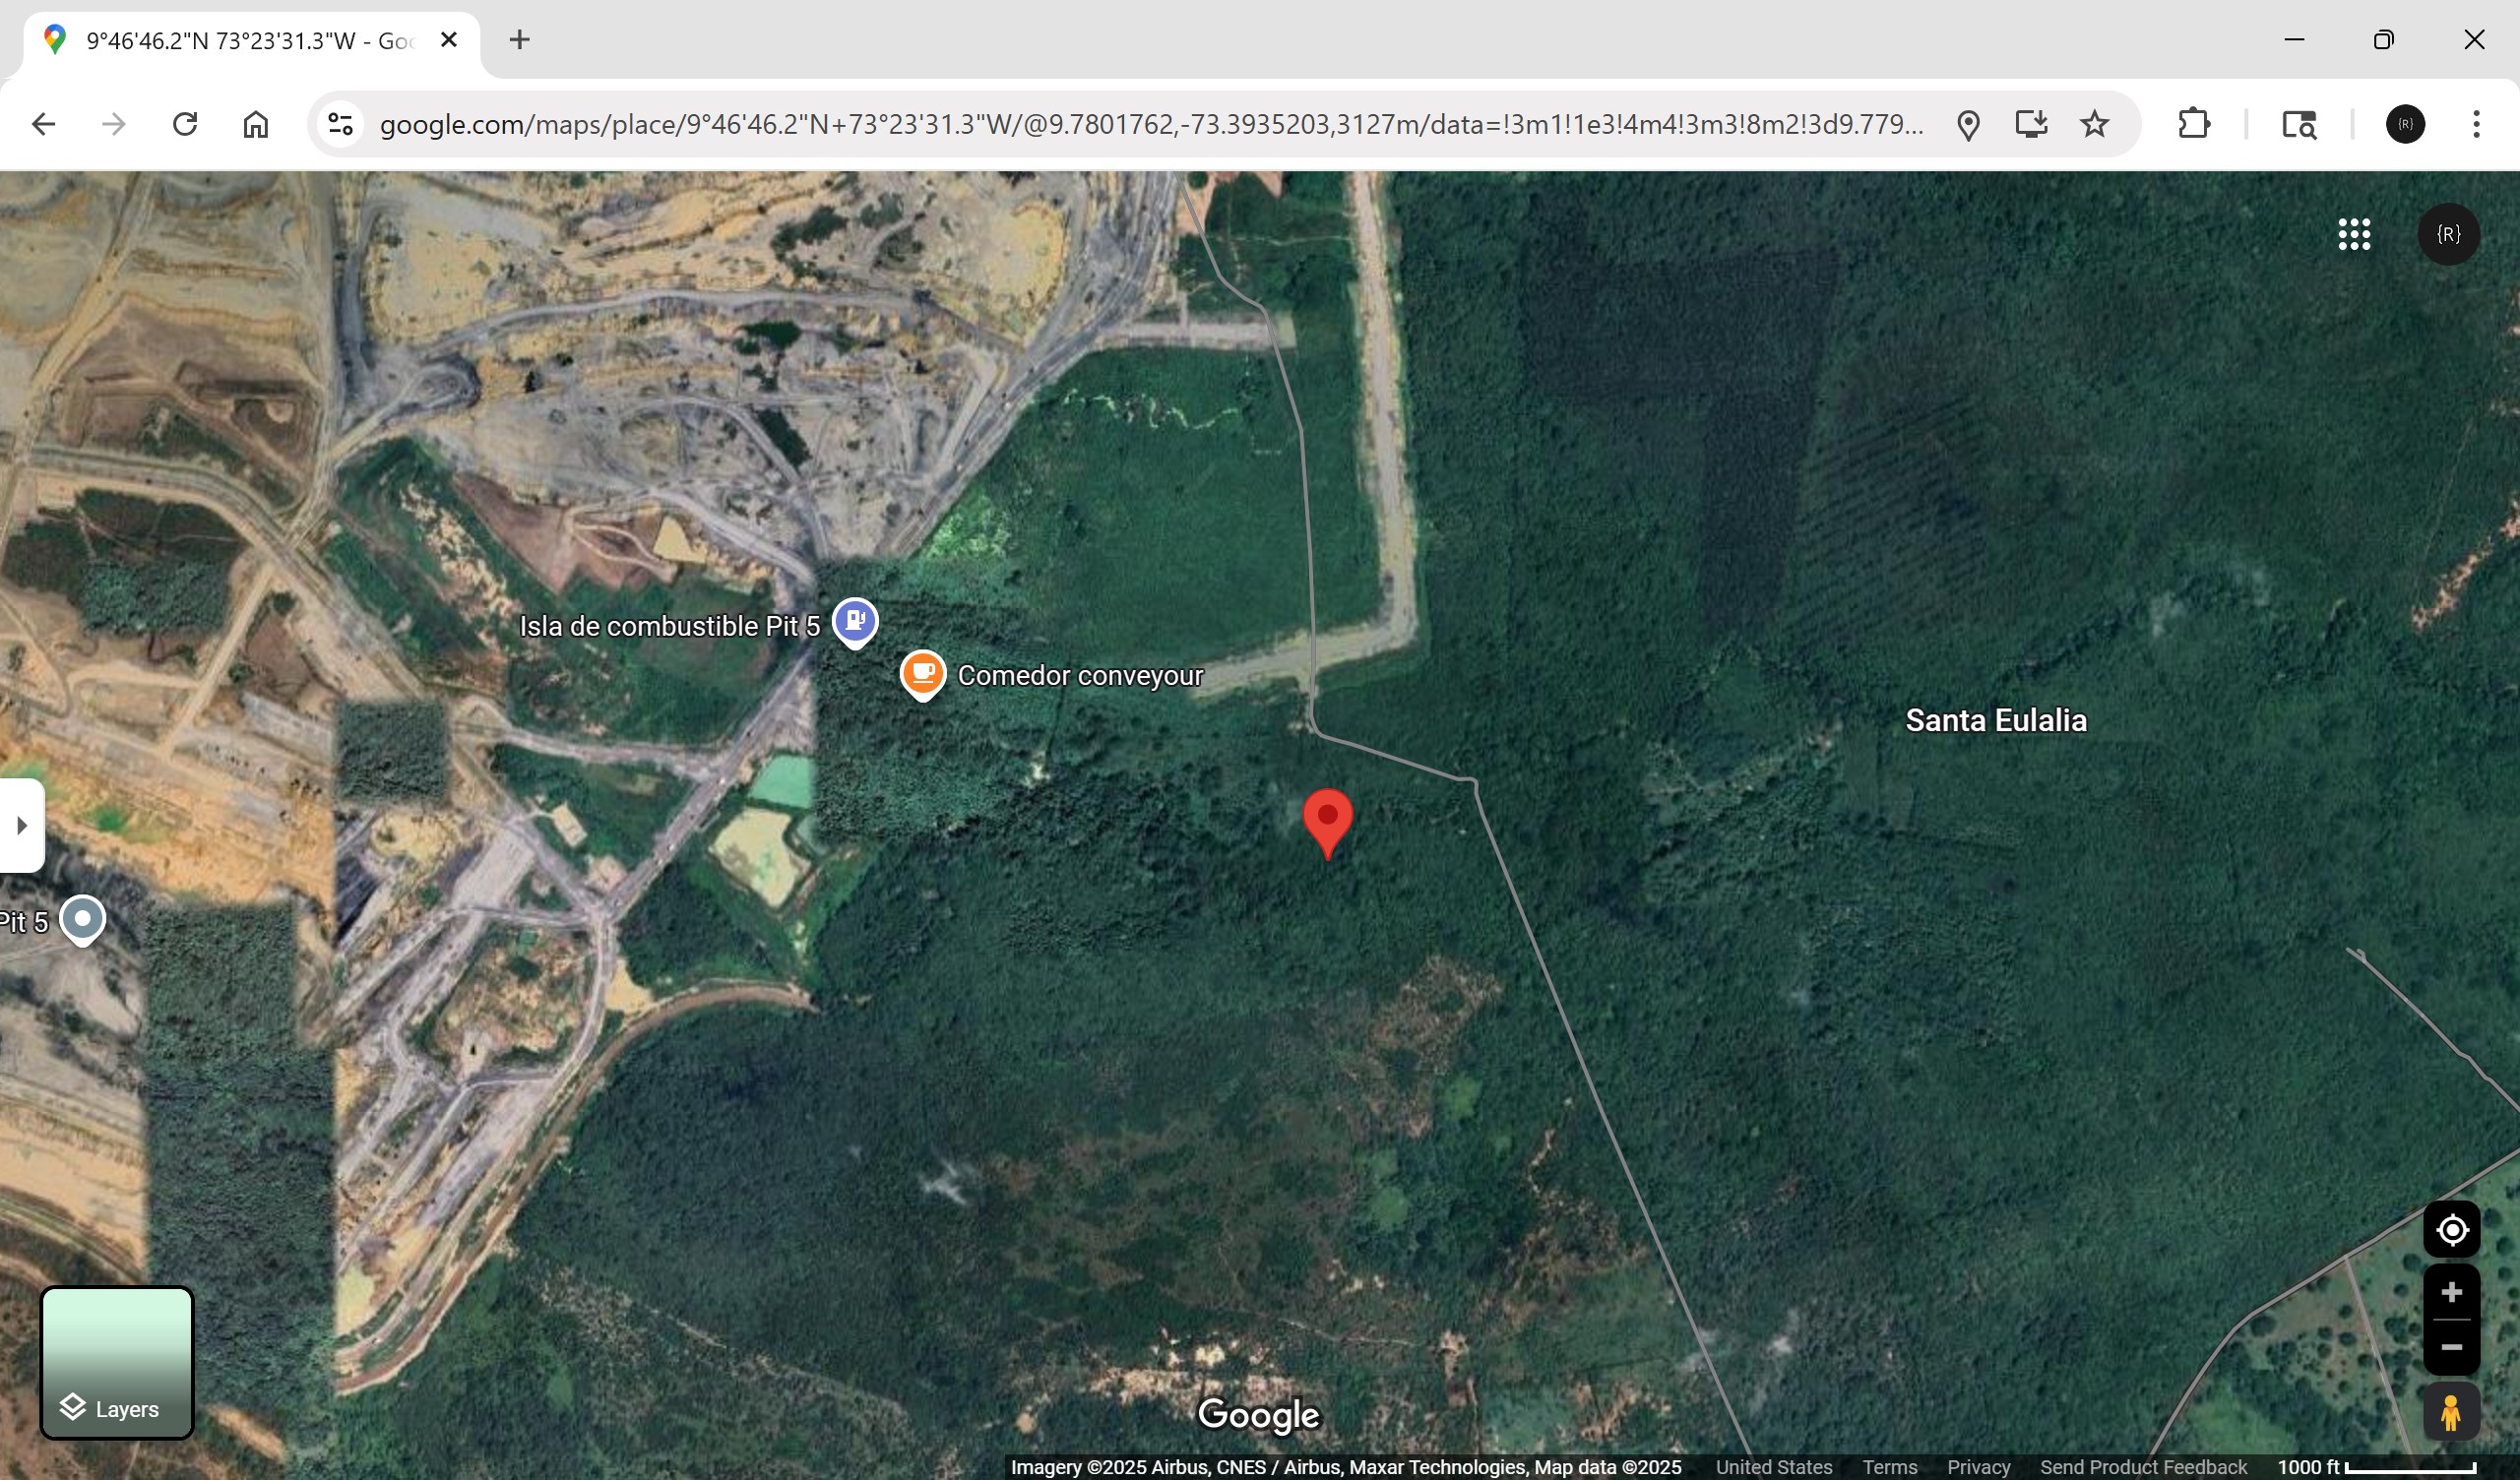 9°46'46.2"N 73°23'31.3"W - Goo
google.com/maps/place/9°46'46.2"N+73°23'31.3"W/@9.7801762,-73.3935203,3127m/data=!3m1!1e3!4m4!3m3!8m2!3d9.779...
{R}
{R}
Isla de combustible Pit 5
Comedor conveyour
Santa Eulalia
Pit 5
Layers
Google
Imagery ©2025 Airbus, CNES / Airbus, Maxar Technologies, Map data ©2025 United States Terms Privacy Send Product Feedback 1000 ft